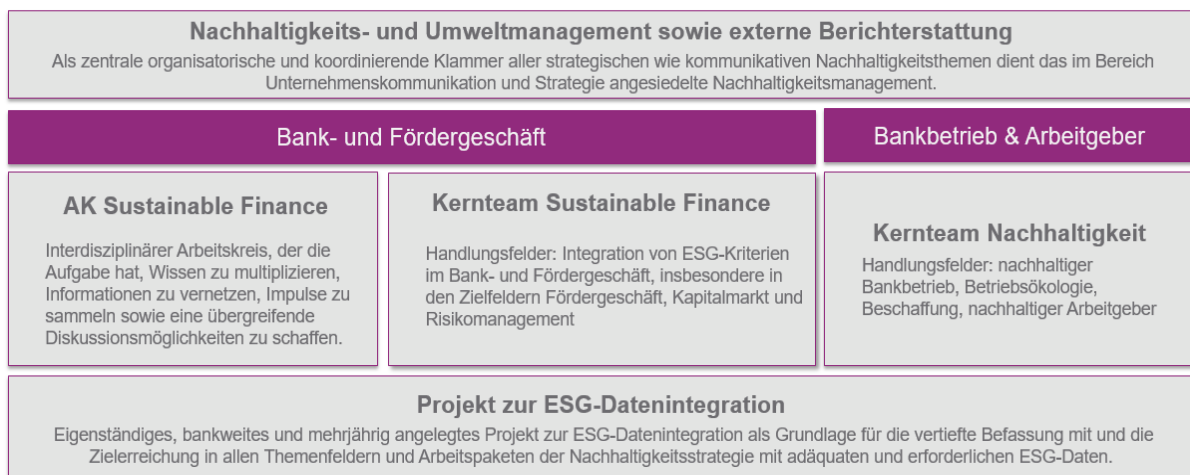 Nachhaltigkeits- und Umweltmanagement sowie externe Berichterstattung
Als zentrale organisatorische und koordinierende Klammer aller strategischen wie kommunikativen Nachhaltigkeitsthemen dient das im Bereich
Unternehmenskommunikation und Strategie angesiedelte Nachhaltigkeitsmanagement.
Bank- und Fördergeschäft
Bankbetrieb & Arbeitgeber
AK Sustainable Finance
Interdisziplinärer Arbeitskreis, der die
Aufgabe hat, Wissen zu multiplizieren,
Informationen zu vernetzen, Impulse zu
sammeln sowie eine übergreifende
Diskussionsmöglichkeiten zu schaffen.
Kernteam Sustainable Finance
Handlungsfelder: Integration von ESG-Kriterien
im Bank- und Fördergeschäft, insbesondere in
den Zielfeldern Fördergeschäft, Kapitalmarkt und
Risikomanagement
Kernteam Nachhaltigkeit
Handlungsfelder: nachhaltiger
Bankbetrieb, Betriebsökologie,
Beschaffung, nachhaltiger Arbeitgeber
Projekt zur ESG-Datenintegration
Eigenständiges, bankweites und mehrjährig angelegtes Projekt zur ESG-Datenintegration als Grundlage für die vertiefte Befassung mit und die
Zielerreichung in allen Themenfeldern und Arbeitspaketen der Nachhaltigkeitsstrategie mit adäquaten und erforderlichen ESG-Daten.